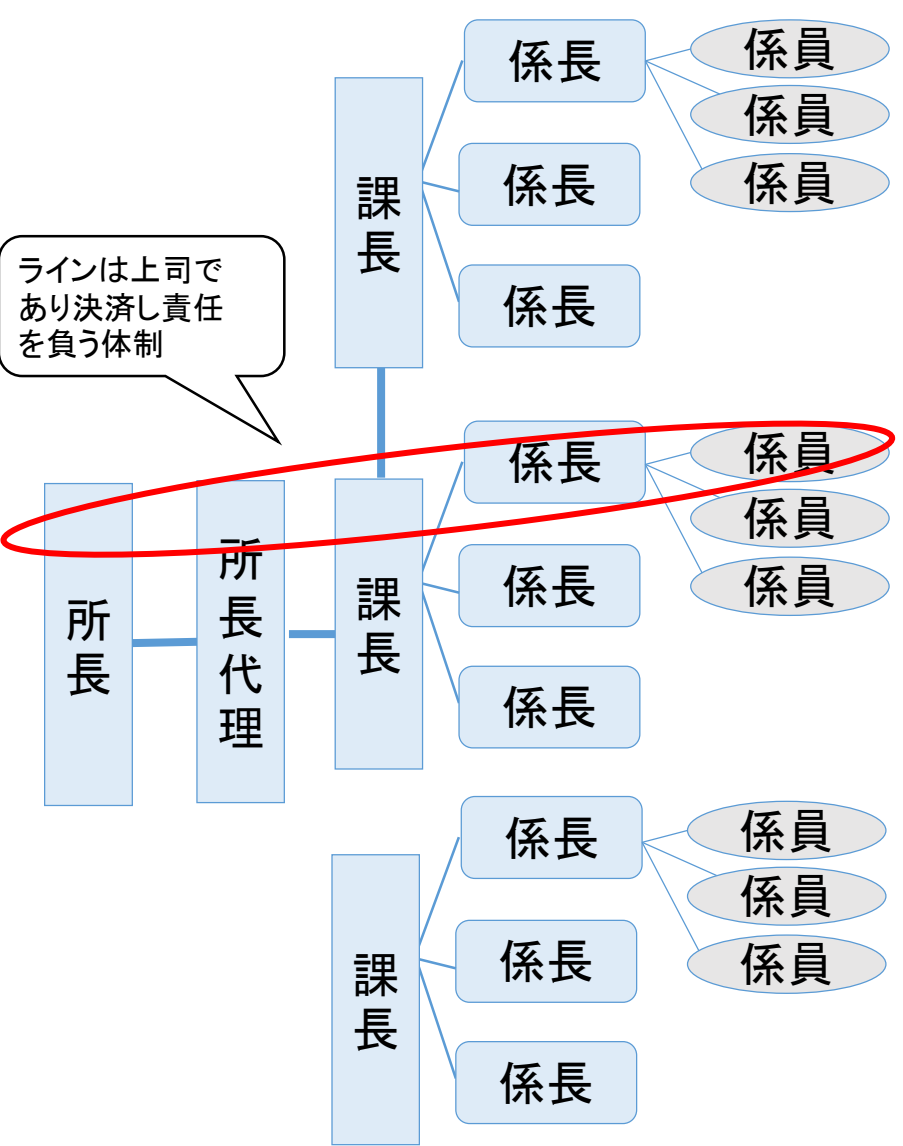 係長
係員
係員
係員
課長
係長
係長
ラインは上司で
あり決済し責任
を負う体制
係長
係員
係員
係員
所長
所長代理
課長
係長
係長
係長
係員
係員
係員
課長
係長
係長